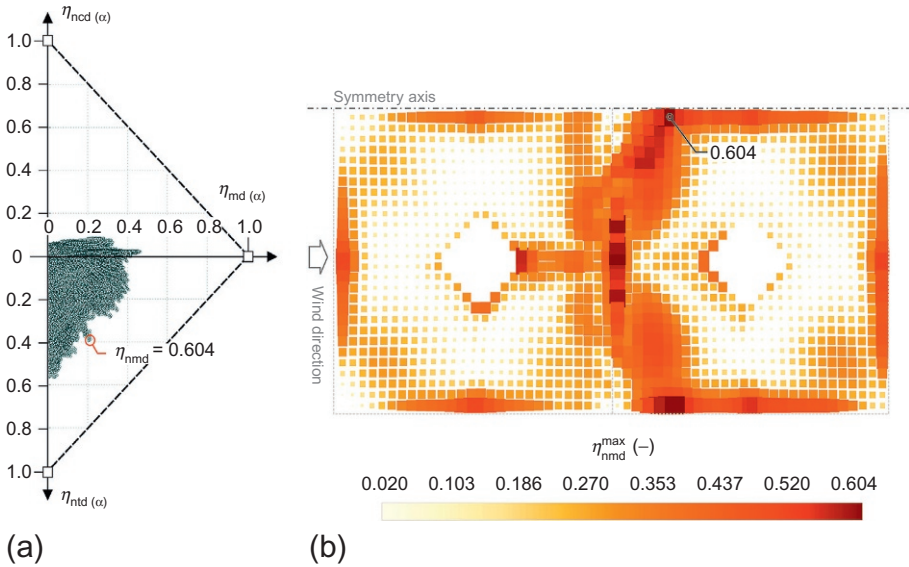 η_ncd (α)
1.0
0.8
0.6
0.4
0.2
0 0.2 0.4 0.6 0.8 1.0
η_md (α)
0
0.2
0.4
0.6
0.8
1.0
η_nmd = 0.604
η_ntd (α)
(a)
Symmetry axis
0.604
Wind direction
η_nmd^max (–)
0.020 0.103 0.186 0.270 0.353 0.437 0.520 0.604
(b)